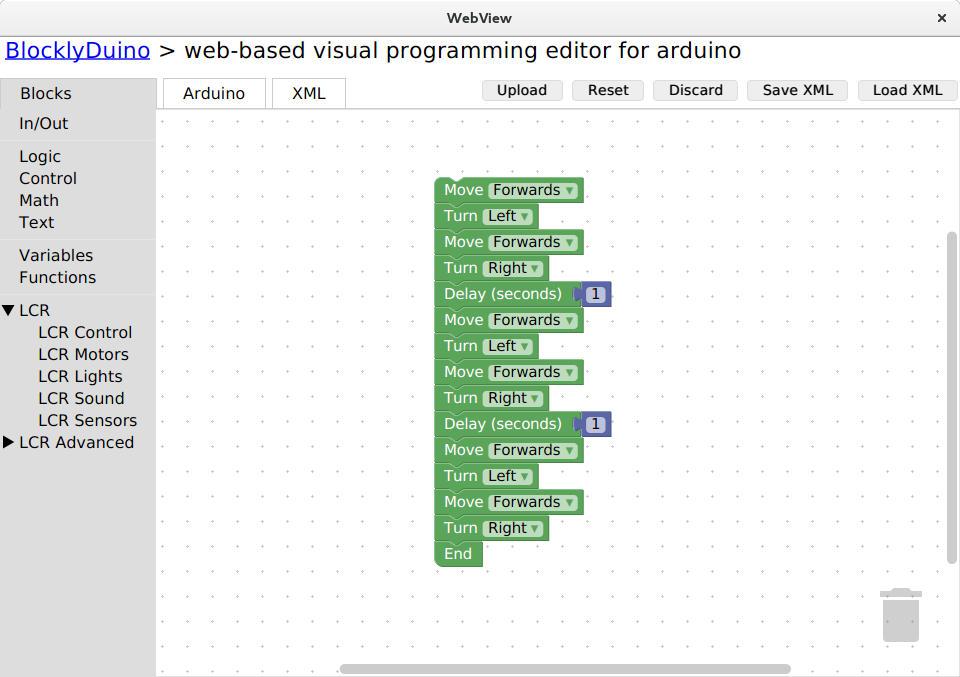 WebView ×
BlocklyDuino > web-based visual programming editor for arduino
Blocks Arduino XML Upload Reset Discard Save XML Load XML
In/Out
Logic
Control
Math
Text
Variables
Functions
LCR
LCR Control
LCR Motors
LCR Lights
LCR Sound
LCR Sensors
LCR Advanced
Move Forwards
Turn Left
Move Forwards
Turn Right
Delay (seconds) 1
Move Forwards
Turn Left
Move Forwards
Turn Right
Delay (seconds) 1
Move Forwards
Turn Left
Move Forwards
Turn Right
End